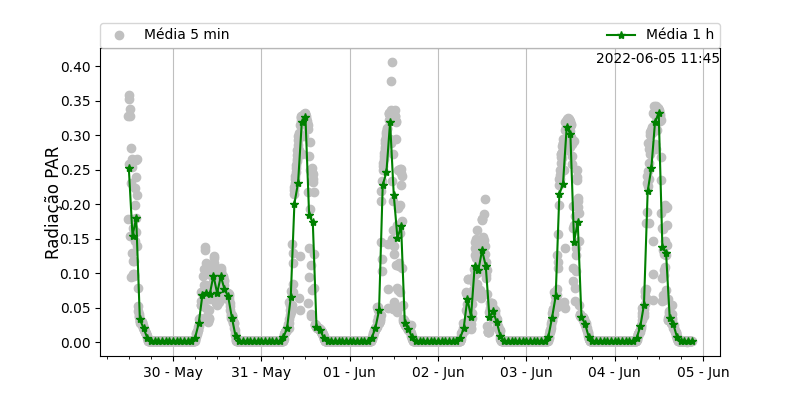 Média 5 min
Média 1 h
2022-06-05 11:45
Radiação PAR
0.40
0.35
0.30
0.25
0.20
0.15
0.10
0.05
0.00
30 - May
31 - May
01 - Jun
02 - Jun
03 - Jun
04 - Jun
05 - Jun